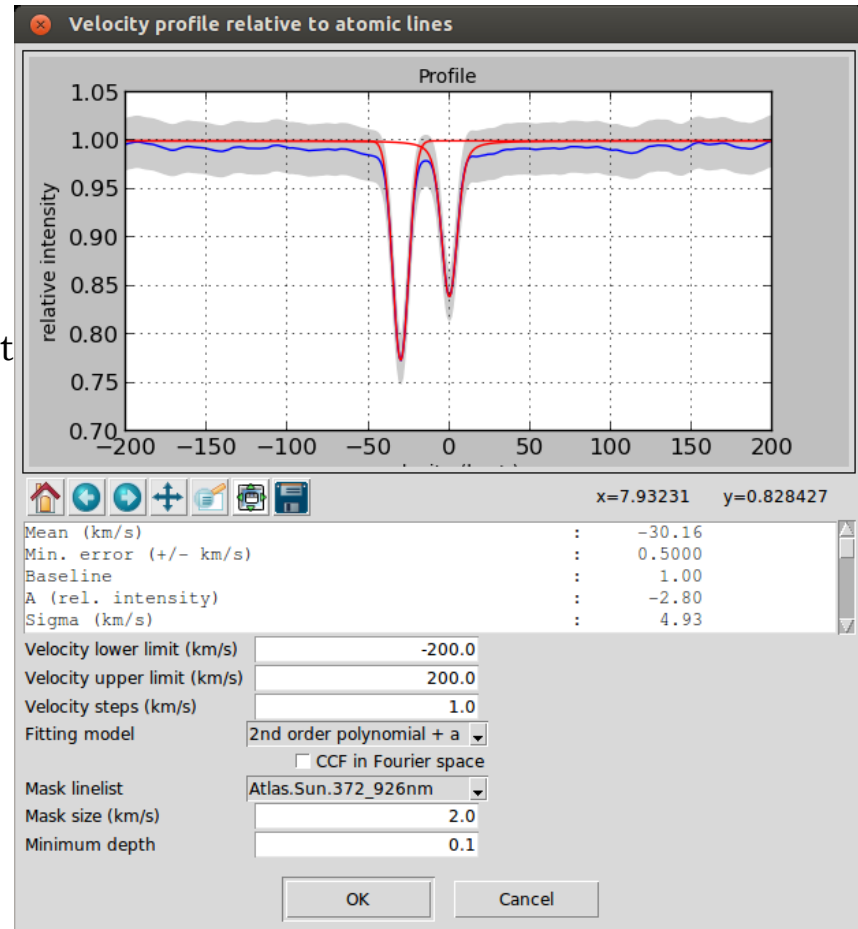 Velocity profile relative to atomic lines
Profile
1.05
1.00
0.95
0.90
0.85
0.80
0.75
0.70
relative intensity
t
−200 −150 −100 −50 0 50 100 150 200
x=7.93231 y=0.828427
Mean (km/s) : −30.16
Min. error (+/- km/s) : 0.5000
Baseline : 1.00
A (rel. intensity) : −2.80
Sigma (km/s) : 4.93
Velocity lower limit (km/s) -200.0
Velocity upper limit (km/s) 200.0
Velocity steps (km/s) 1.0
Fitting model 2nd order polynomial + a
CCF in Fourier space
Mask linelist Atlas.Sun.372_926nm
Mask size (km/s) 2.0
Minimum depth 0.1
OK Cancel